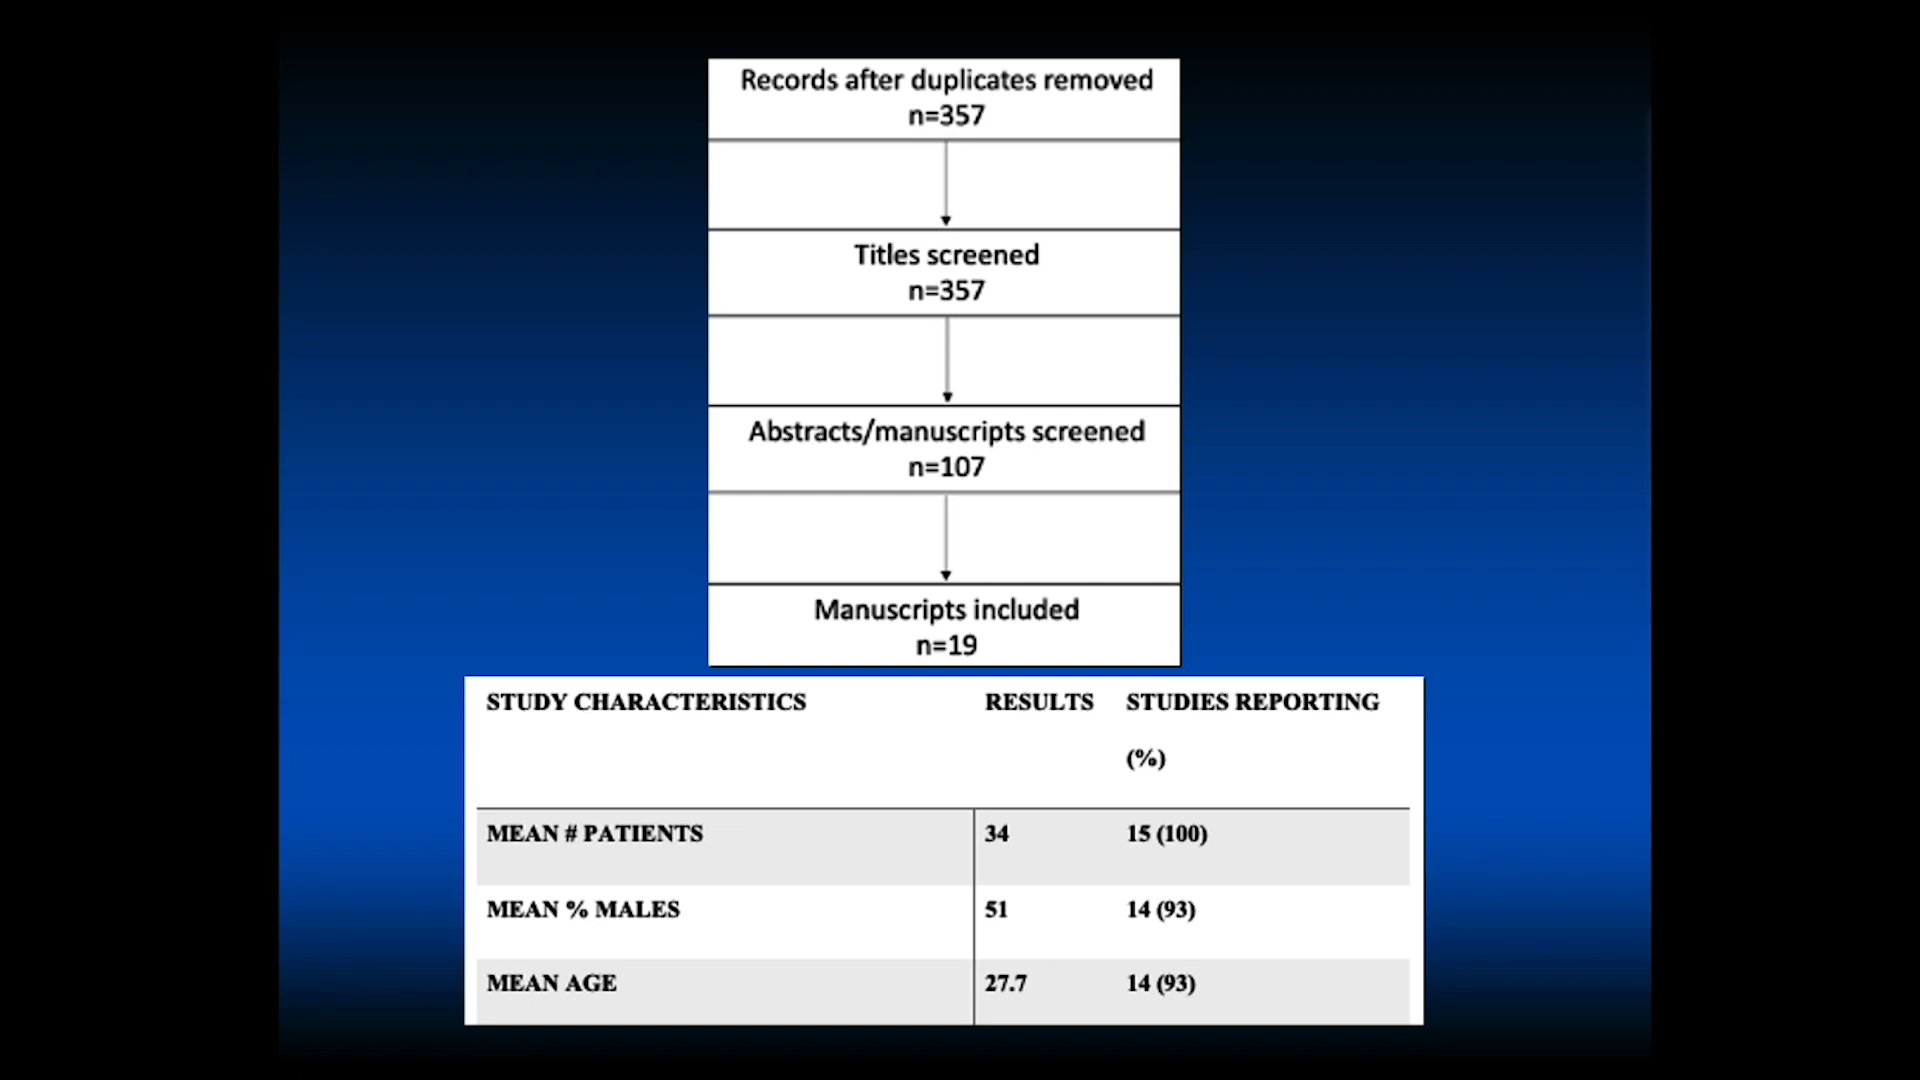 Records after duplicates removed
n=357
Titles screened
n=357
Abstracts/manuscripts screened
n=107
Manuscripts included
n=19
STUDY CHARACTERISTICS RESULTS STUDIES REPORTING
(%)
MEAN # PATIENTS 34 15 (100)
MEAN % MALES 51 14 (93)
MEAN AGE 27.7 14 (93)